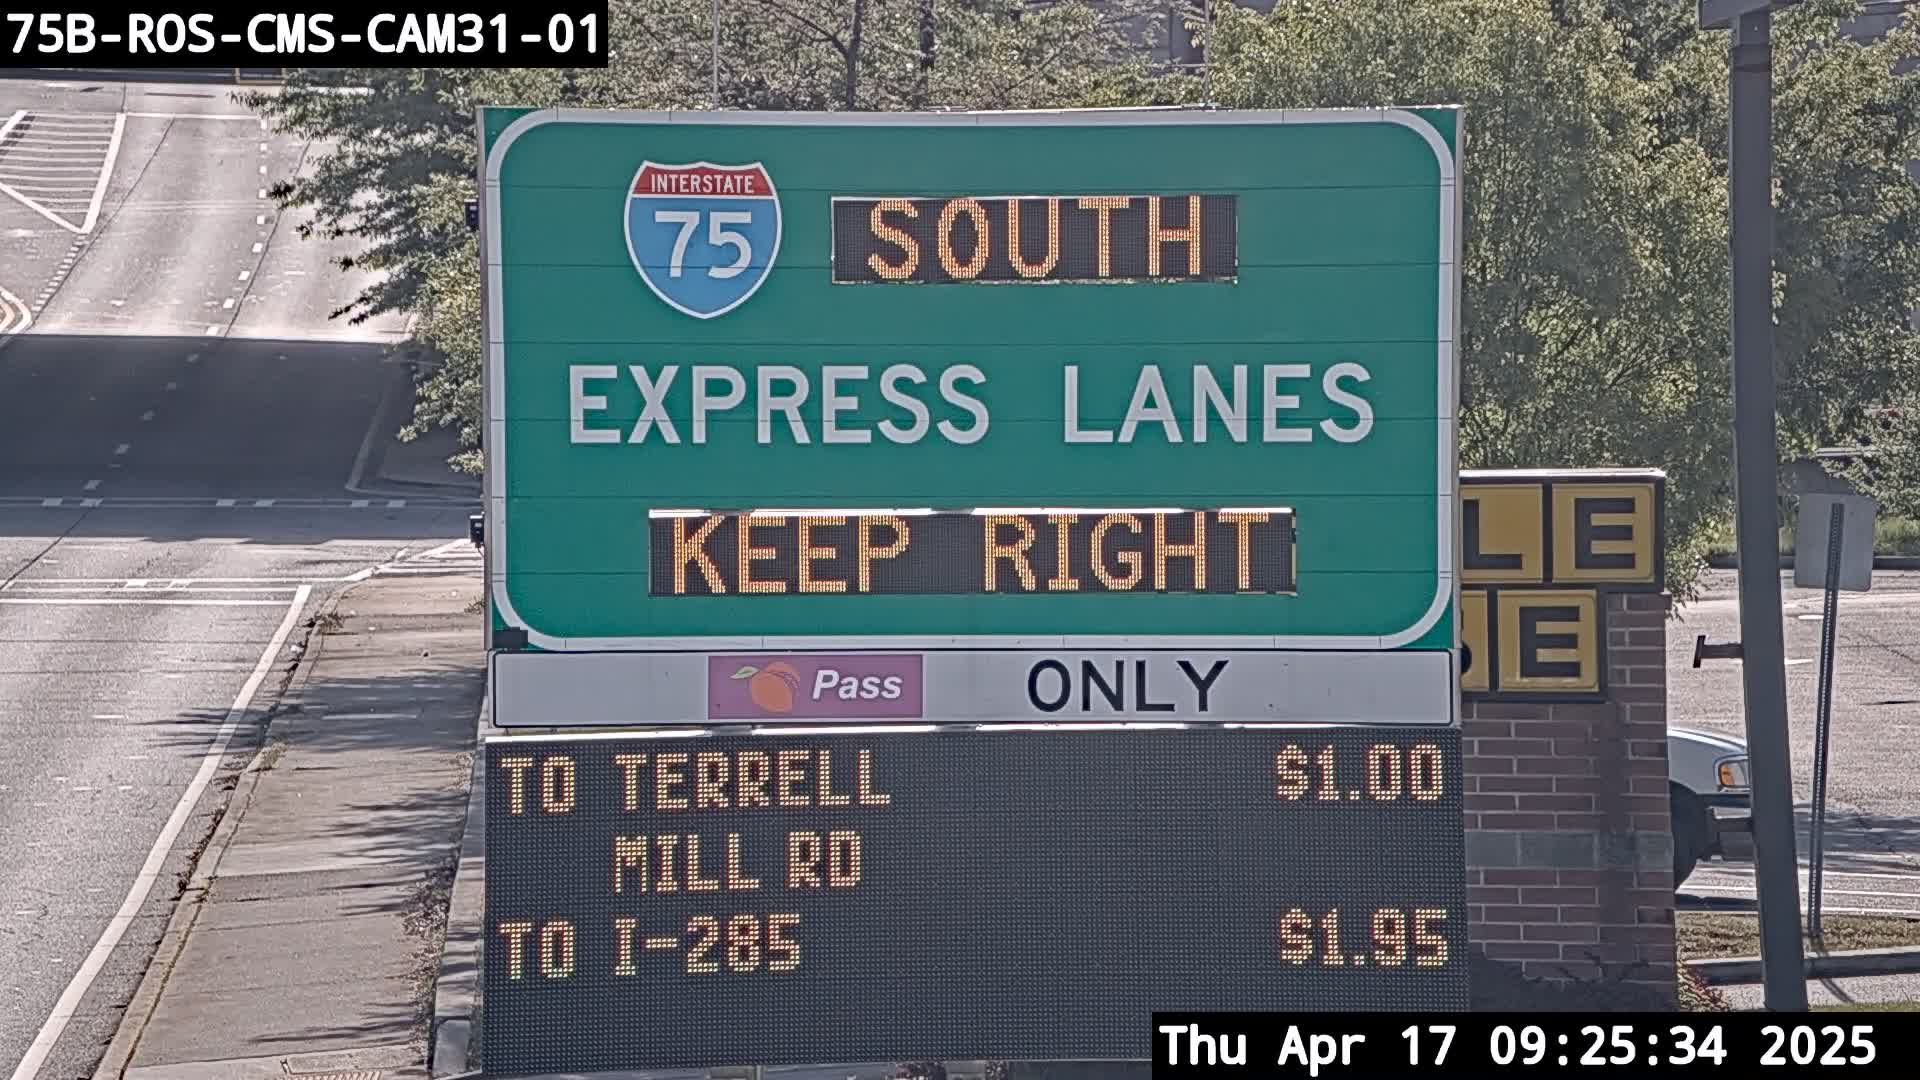 75B-ROS-CMS-CAM31-01
INTERSTATE
75
SOUTH
EXPRESS LANES
KEEP RIGHT
LE
E
Pass ONLY
TO TERRELL $1.00
MILL RD
TO I-285 $1.95
Thu Apr 17 09:25:34 2025